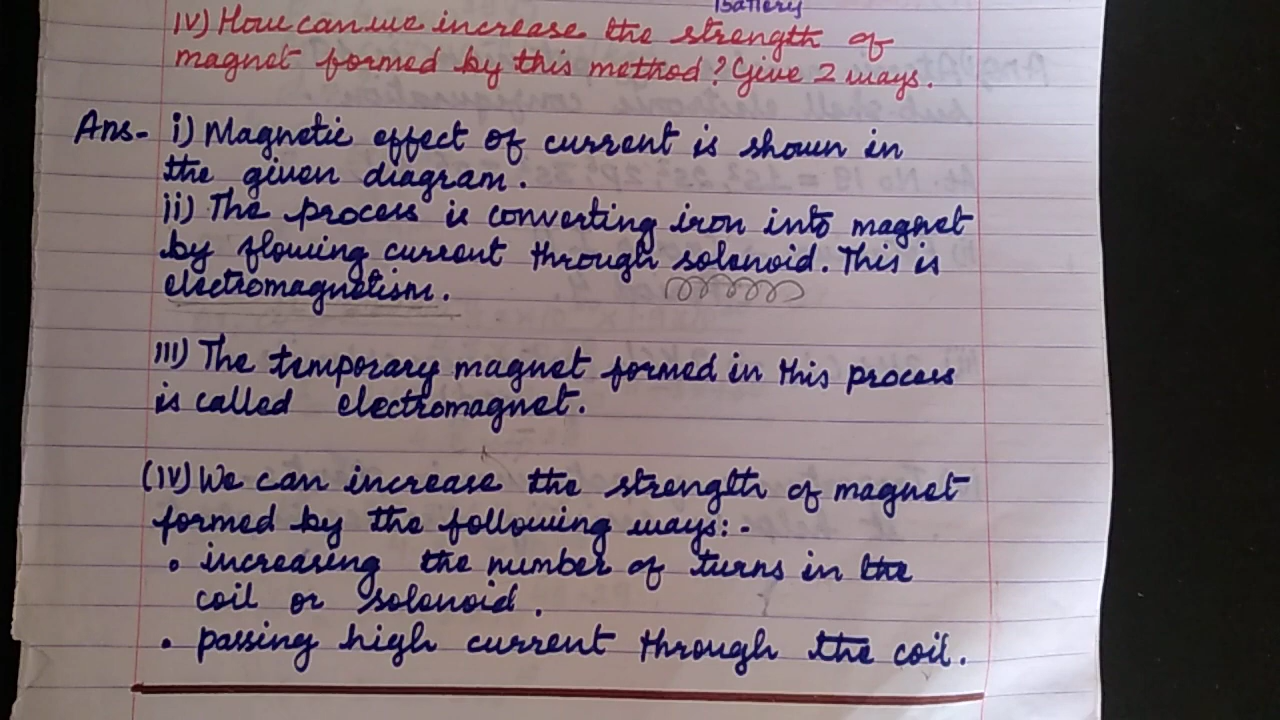 Battery
IV) How can we increase the strength of
magnet formed by this method? Give 2 ways.
Ans- i) Magnetic effect of current is shown in
the given diagram.
ii) The process is converting iron into magnet
by flowing current through solenoid. This is
electromagnetism.
III) The temporary magnet formed in this process
is called electromagnet.
(IV) We can increase the strength of magnet
formed by the following ways:-
• increasing the number of turns in the
coil or solonoid.
• passing high current through the coil.